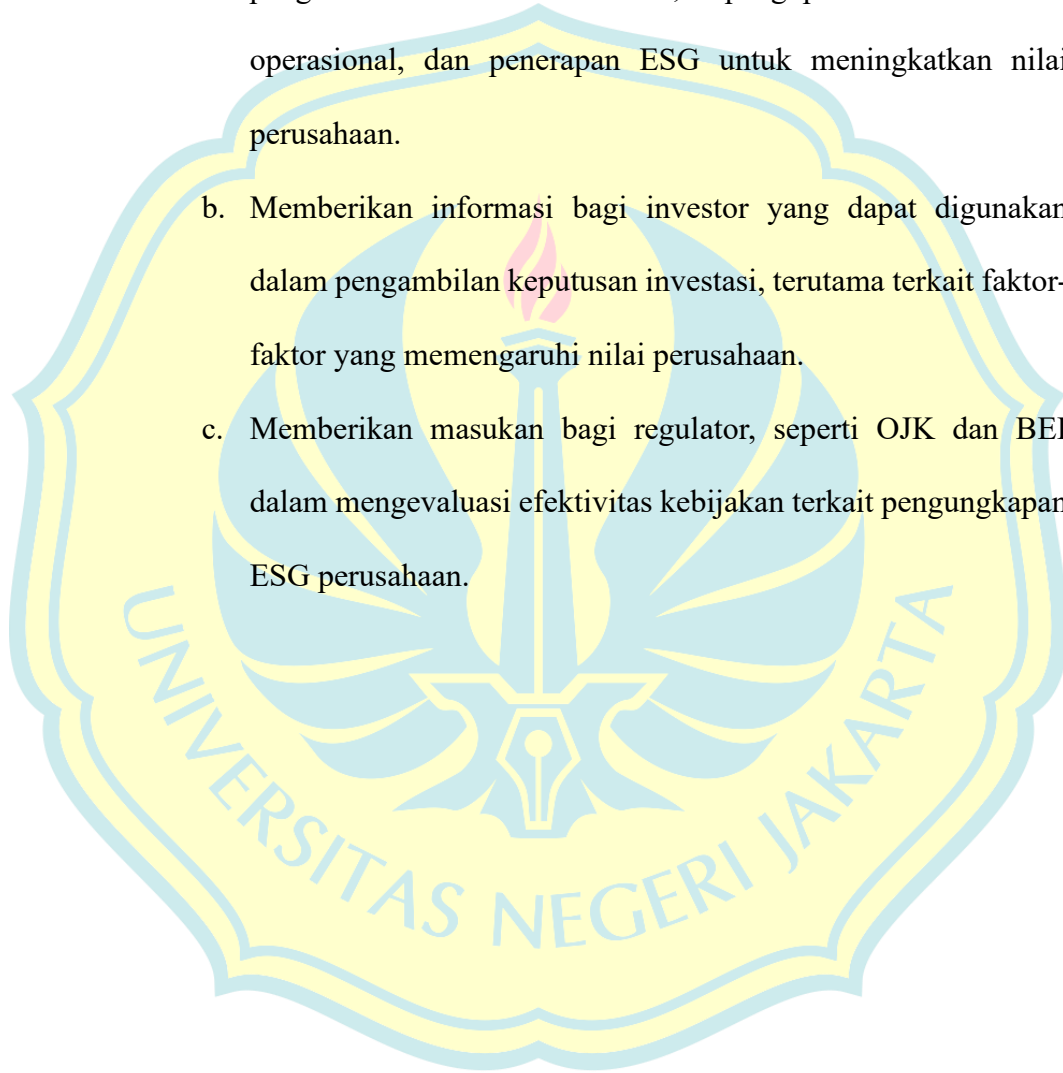 operasional, dan penerapan ESG untuk meningkatkan nilai
perusahaan.
b. Memberikan informasi bagi investor yang dapat digunakan
dalam pengambilan keputusan investasi, terutama terkait faktor-
faktor yang memengaruhi nilai perusahaan.
c. Memberikan masukan bagi regulator, seperti OJK dan BEI
dalam mengevaluasi efektivitas kebijakan terkait pengungkapan
ESG perusahaan.
UNIVERSITAS NEGERI JAKARTA